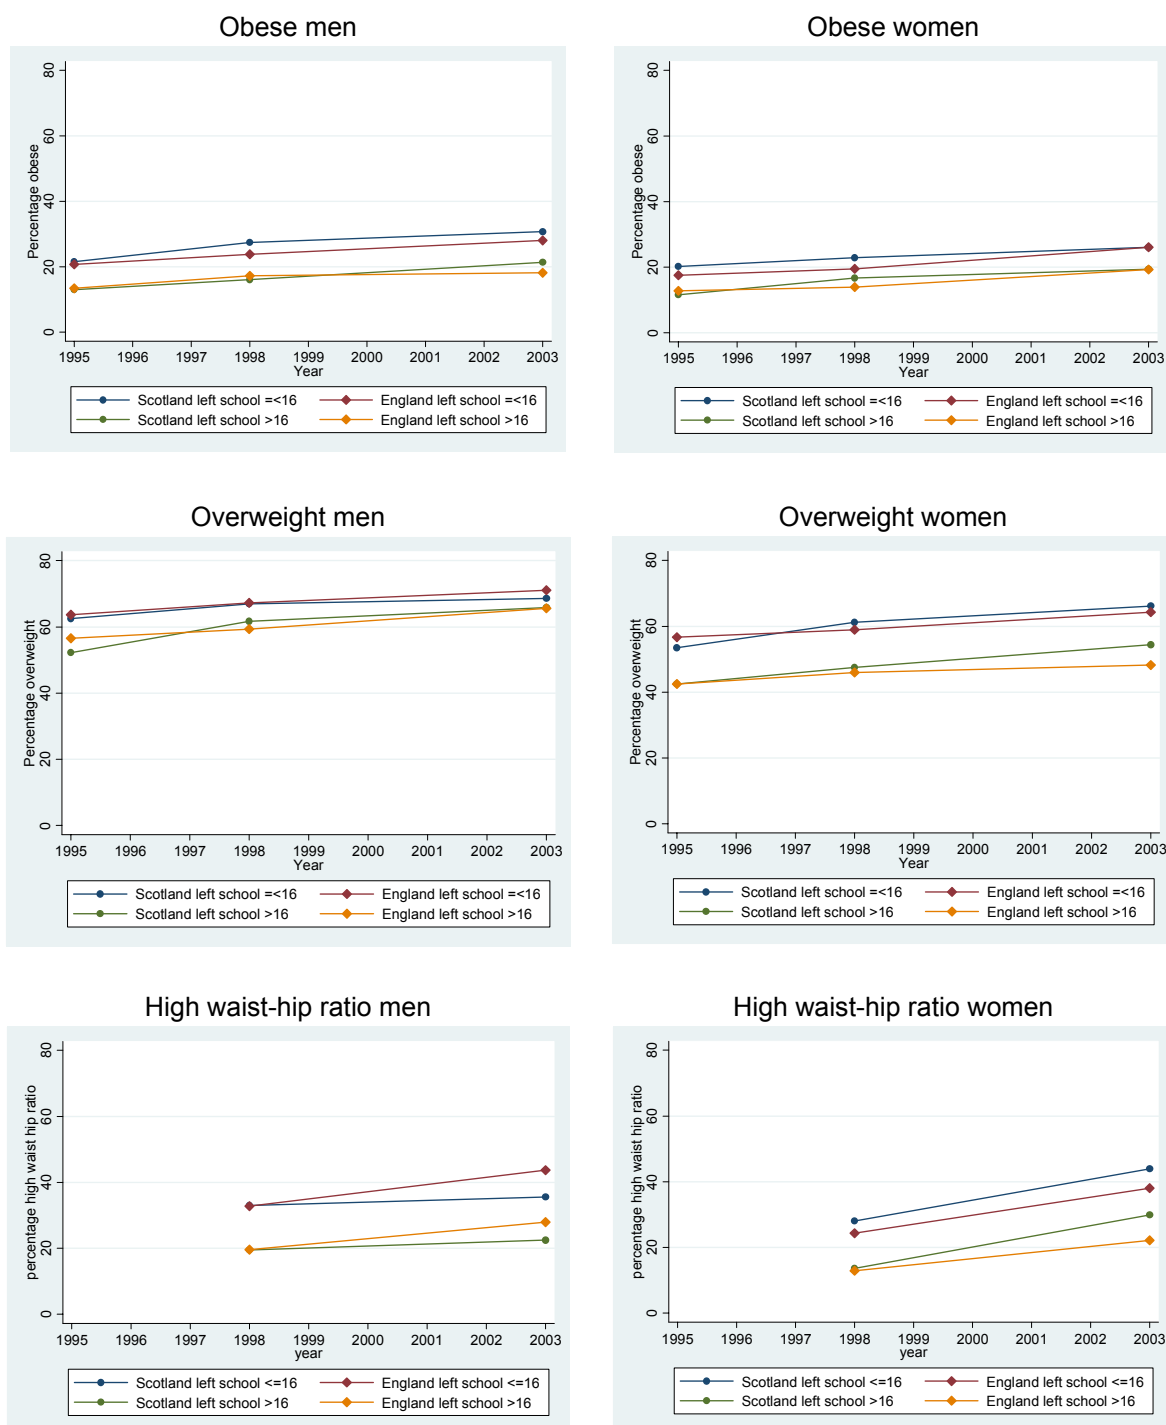 Obese men
Percentage obese
80
60
40
20
0
1995 1996 1997 1998 1999 2000 2001 2002 2003
Year
Scotland left school =<16 England left school =<16
Scotland left school >16 England left school >16
Obese women
Percentage obese
80
60
40
20
0
1995 1996 1997 1998 1999 2000 2001 2002 2003
Year
Scotland left school =<16 England left school =<16
Scotland left school >16 England left school >16
Overweight men
Percentage overweight
80
60
40
20
0
1995 1996 1997 1998 1999 2000 2001 2002 2003
Year
Scotland left school =<16 England left school =<16
Scotland left school >16 England left school >16
Overweight women
Percentage overweight
80
60
40
20
0
1995 1996 1997 1998 1999 2000 2001 2002 2003
Year
Scotland left school =<16 England left school =<16
Scotland left school >16 England left school >16
High waist-hip ratio men
percentage high waist hip ratio
80
60
40
20
0
1995 1996 1997 1998 1999 2000 2001 2002 2003
year
Scotland left school <=16 England left school <=16
Scotland left school >16 England left school >16
High waist-hip ratio women
percentage high waist hip ratio
80
60
40
20
0
1995 1996 1997 1998 1999 2000 2001 2002 2003
year
Scotland left school <=16 England left school <=16
Scotland left school >16 England left school >16